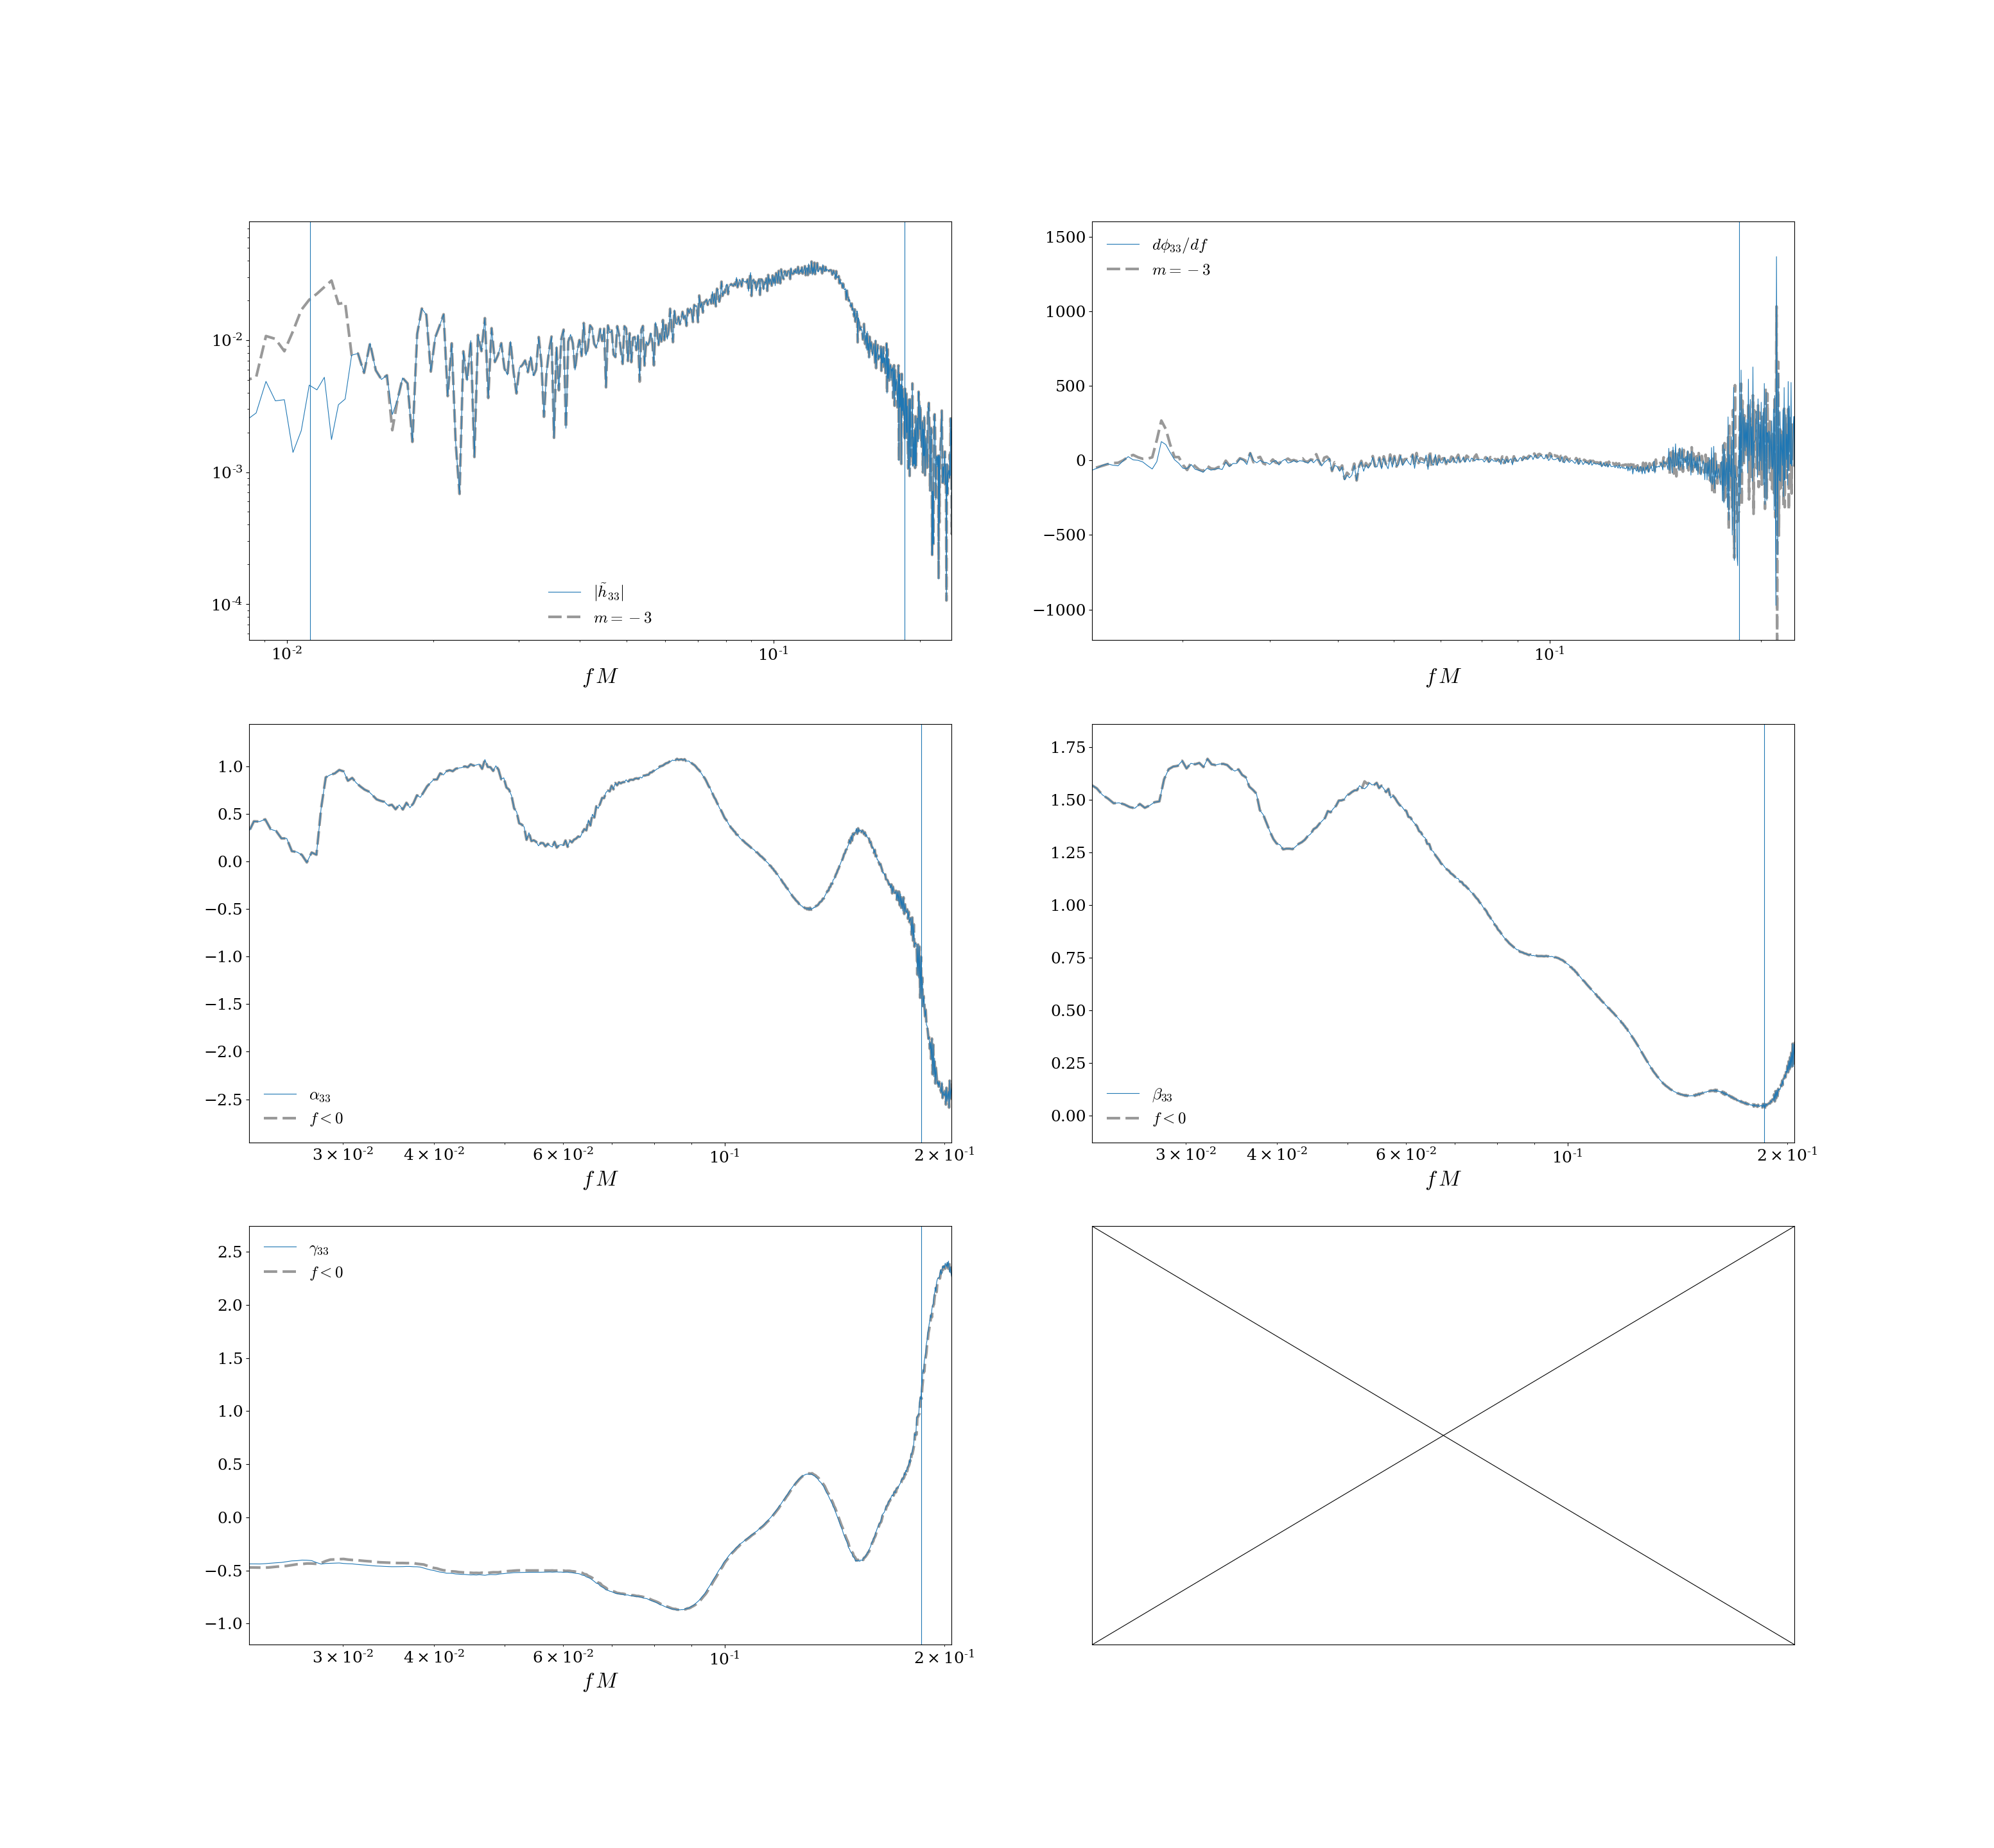 10⁻²
10⁻³
10⁻⁴
|h̃₃₃|
m = −3
10⁻² 10⁻¹
f M
1500
1000
500
0
−500
−1000
dϕ₃₃/df
m = −3
10⁻¹
f M
1.0
0.5
0.0
−0.5
−1.0
−1.5
−2.0
−2.5
α₃₃
f < 0
3 × 10⁻² 4 × 10⁻² 6 × 10⁻² 10⁻¹ 2 × 10⁻¹
f M
1.75
1.50
1.25
1.00
0.75
0.50
0.25
0.00
β₃₃
f < 0
3 × 10⁻² 4 × 10⁻² 6 × 10⁻² 10⁻¹ 2 × 10⁻¹
f M
2.5
2.0
1.5
1.0
0.5
0.0
−0.5
−1.0
γ₃₃
f < 0
3 × 10⁻² 4 × 10⁻² 6 × 10⁻² 10⁻¹ 2 × 10⁻¹
f M